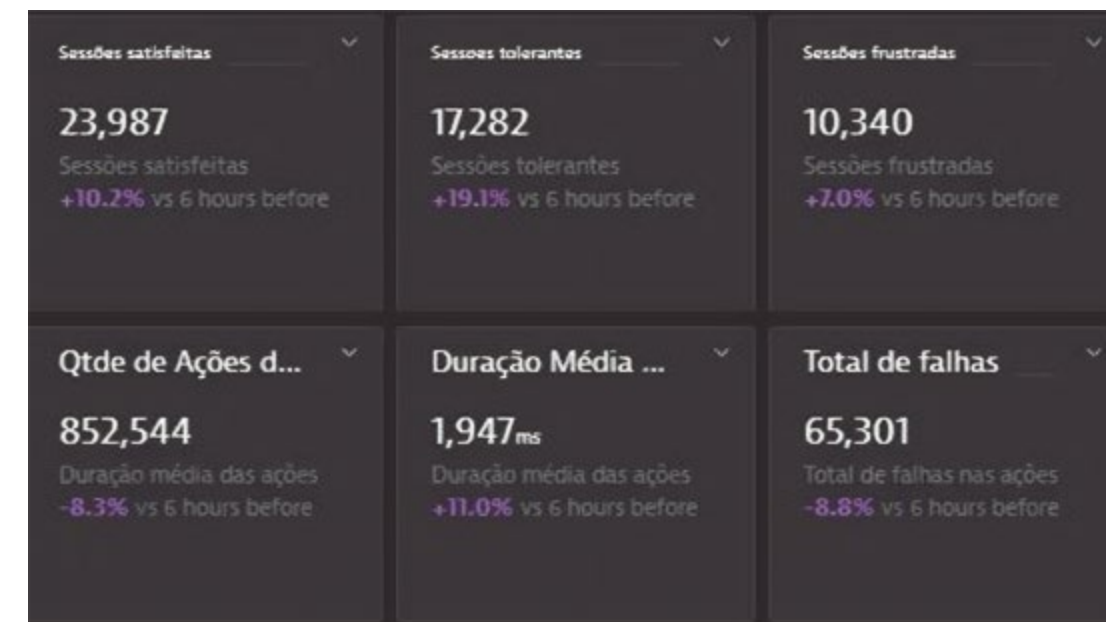 Sessões satisfeitas
23,987
Sessões satisfeitas
+10.2% vs 6 hours before
Sessoes tolerantes
17,282
Sessões tolerantes
+19.1% vs 6 hours before
Sessões frustradas
10,340
Sessões frustradas
+7.0% vs 6 hours before
Qtde de Ações d...
852,544
Duração média das ações
-8.3% vs 6 hours before
Duração Média ...
1,947ms
Duração média das ações
+11.0% vs 6 hours before
Total de falhas
65,301
Total de falhas nas ações
-8.8% vs 6 hours before